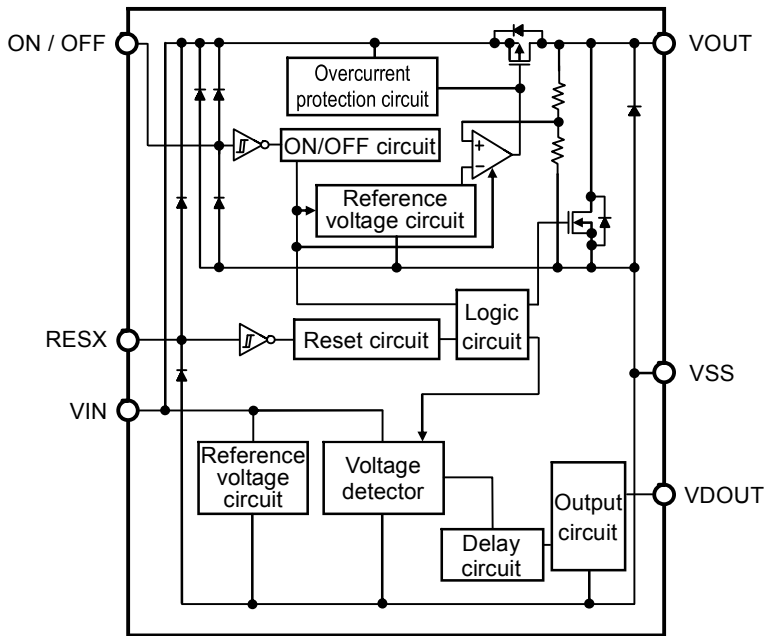 ON / OFF
VOUT
Overcurrent
protection circuit
ON/OFF circuit
+
−
Reference
voltage circuit
Logic
circuit
RESX
Reset circuit
VSS
VIN
Reference
voltage
circuit
Voltage
detector
Output
circuit
VDOUT
Delay
circuit